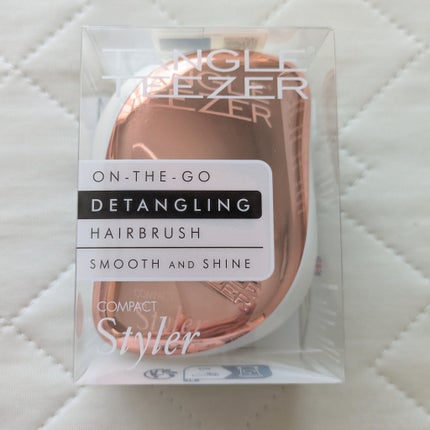 TANGLE
TEEZER
ON-THE-GO
DETANGLING
HAIRBRUSH
SMOOTH AND SHINE
COMPACT
Styler